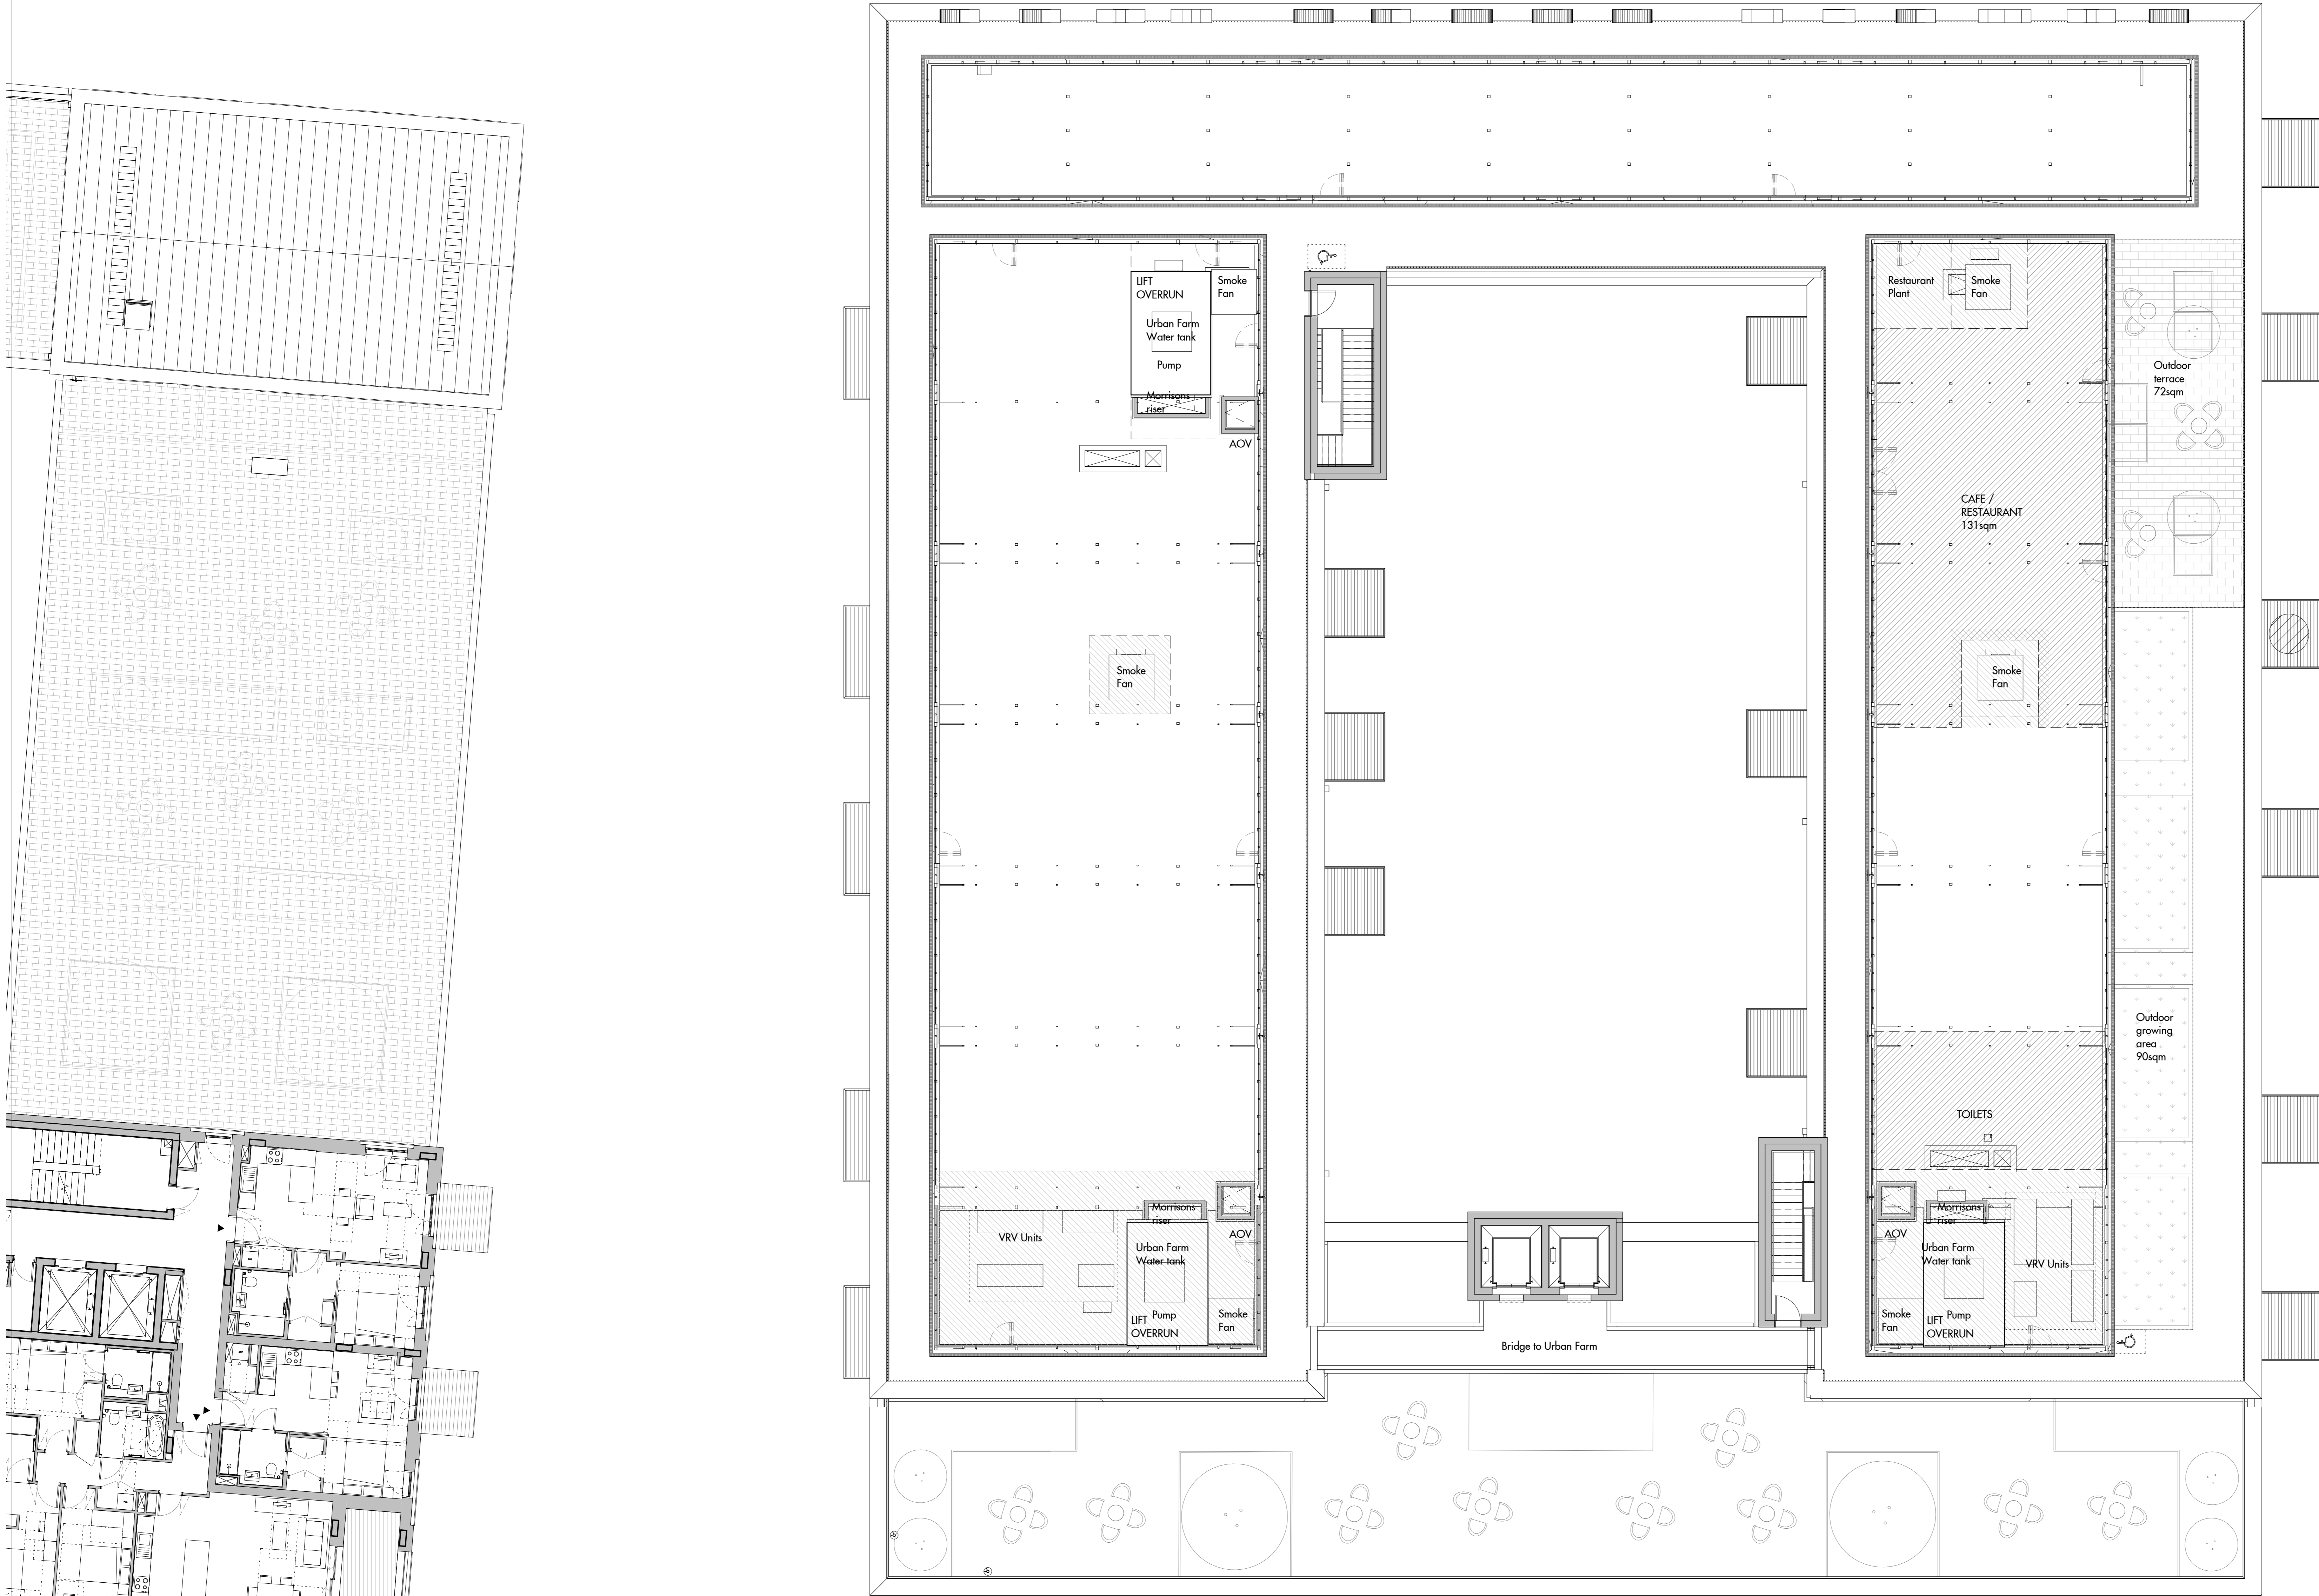 LIFT
OVERRUN
Smoke
Fan
Urban Farm
Water tank
Pump
Morrisons
riser
AOV
Smoke
Fan
VRV Units
Morrisons
riser
AOV
Urban Farm
Water tank
Pump
LIFT
OVERRUN
Smoke
Fan
Bridge to Urban Farm
Restaurant
Plant
Smoke
Fan
Outdoor
terrace
72sqm
CAFE /
RESTAURANT
131sqm
Smoke
Fan
Outdoor
growing
area
90sqm
TOILETS
Morrisons
riser
AOV
Urban Farm
Water tank
VRV Units
Smoke
Fan
Pump
LIFT
OVERRUN